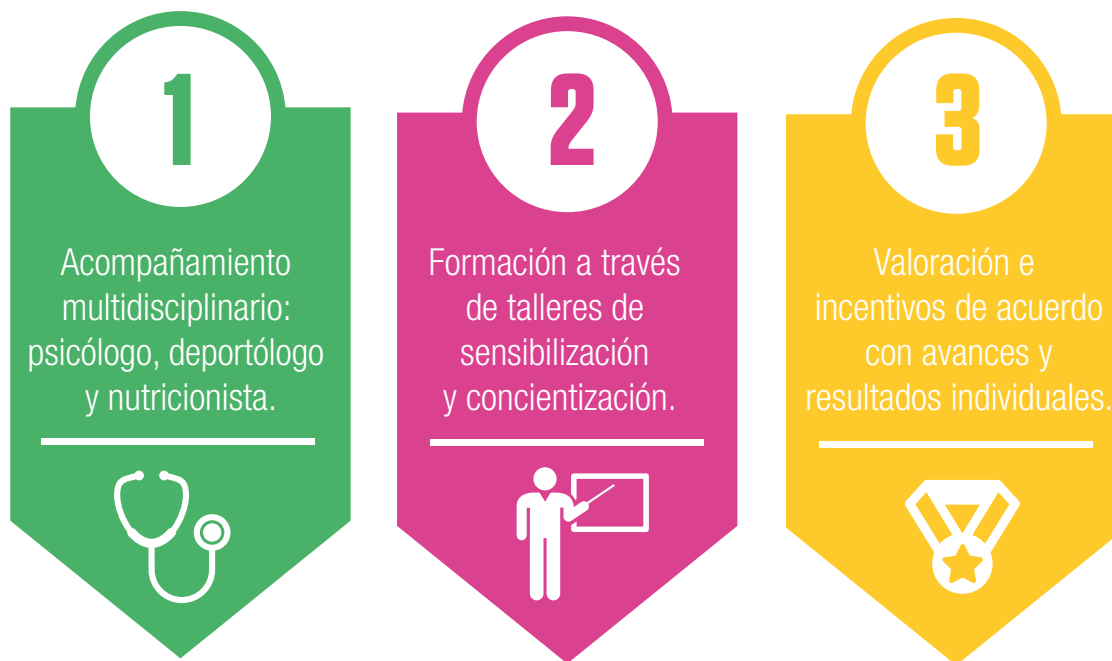 1
Acompañamiento
multidisciplinario:
psicólogo, deportólogo
y nutricionista.
2
Formación a través
de talleres de
sensibilización
y concientización.
3
Valoración e
incentivos de acuerdo
con avances y
resultados individuales.